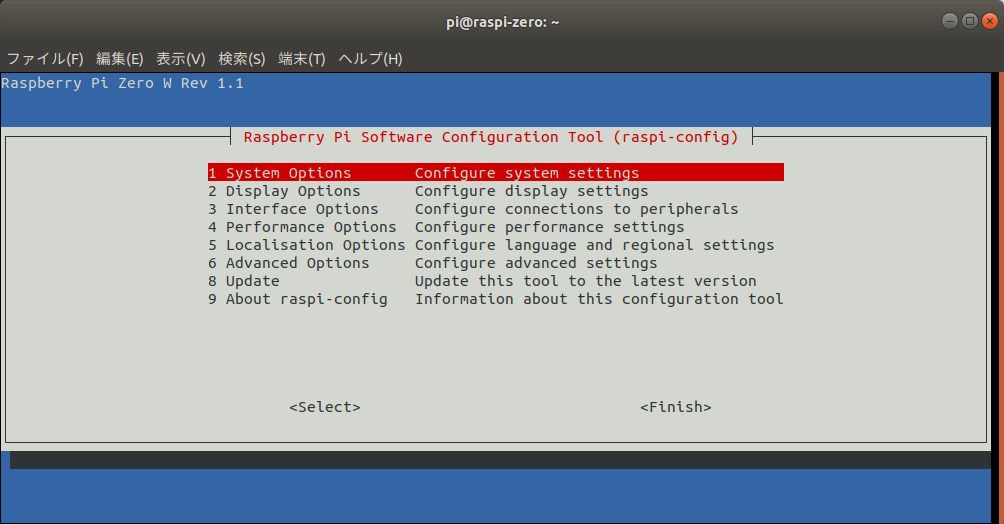 pi@raspi-zero: ~
ファイル(F) 編集(E) 表示(V) 検索(S) 端末(T) ヘルプ(H)
Raspberry Pi Zero W Rev 1.1
Raspberry Pi Software Configuration Tool (raspi-config)
1 System Options Configure system settings
2 Display Options Configure display settings
3 Interface Options Configure connections to peripherals
4 Performance Options Configure performance settings
5 Localisation Options Configure language and regional settings
6 Advanced Options Configure advanced settings
8 Update Update this tool to the latest version
9 About raspi-config Information about this configuration tool
<Select> <Finish>